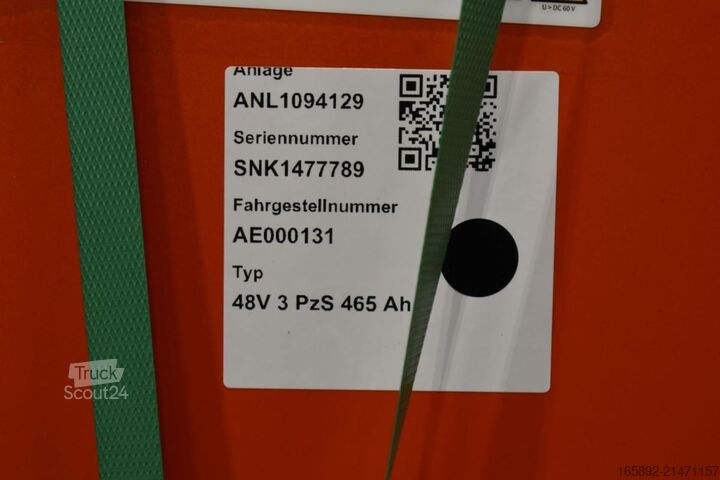 U > DC 60 V
Anlage
ANL1094129
Seriennummer
SNK1477789
Fahrgestellnummer
AE000131
Typ
48V 3 PzS 465 Ah
Truck
Scout24
165892-21471157